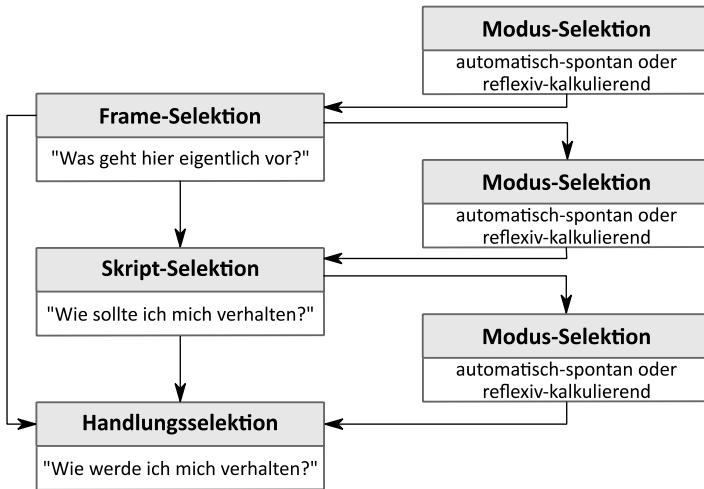 Modus-Selektion
automatisch-spontan oder
reflexiv-kalkulierend
Frame-Selektion
"Was geht hier eigentlich vor?"
Modus-Selektion
automatisch-spontan oder
reflexiv-kalkulierend
Skript-Selektion
"Wie sollte ich mich verhalten?"
Modus-Selektion
automatisch-spontan oder
reflexiv-kalkulierend
Handlungsselektion
"Wie werde ich mich verhalten?"